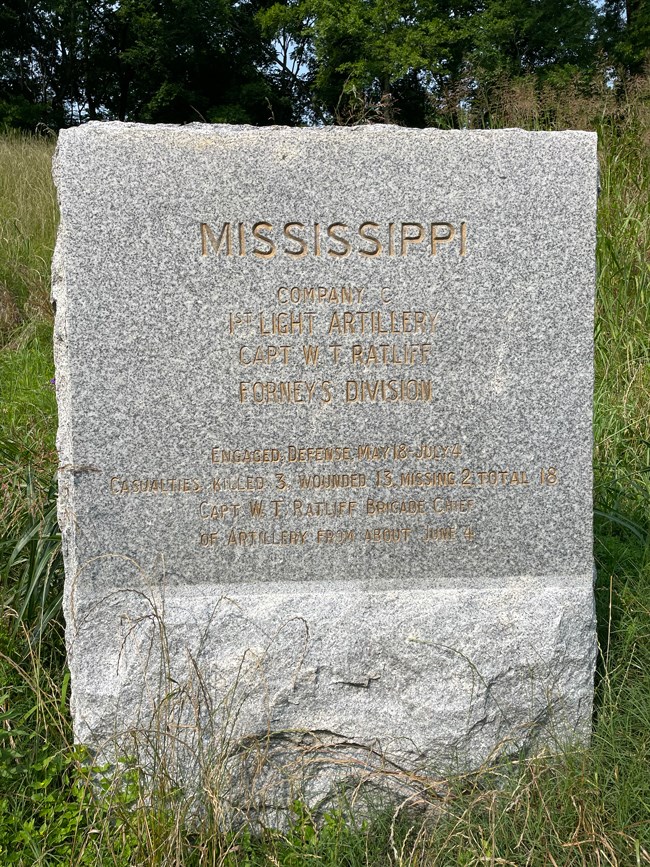 MISSISSIPPI
COMPANY C
1ST LIGHT ARTILLERY
CAPT. W. T. RATLIFF
FORNEY'S DIVISION
ENGAGED; DEFENSE, MAY 18-JULY 4.
CASUALTIES; KILLED 3, WOUNDED 13, MISSING 2, TOTAL 18.
CAPT. W. T. RATLIFF BRIGADE CHIEF
OF ARTILLERY FROM ABOUT JUNE 4.